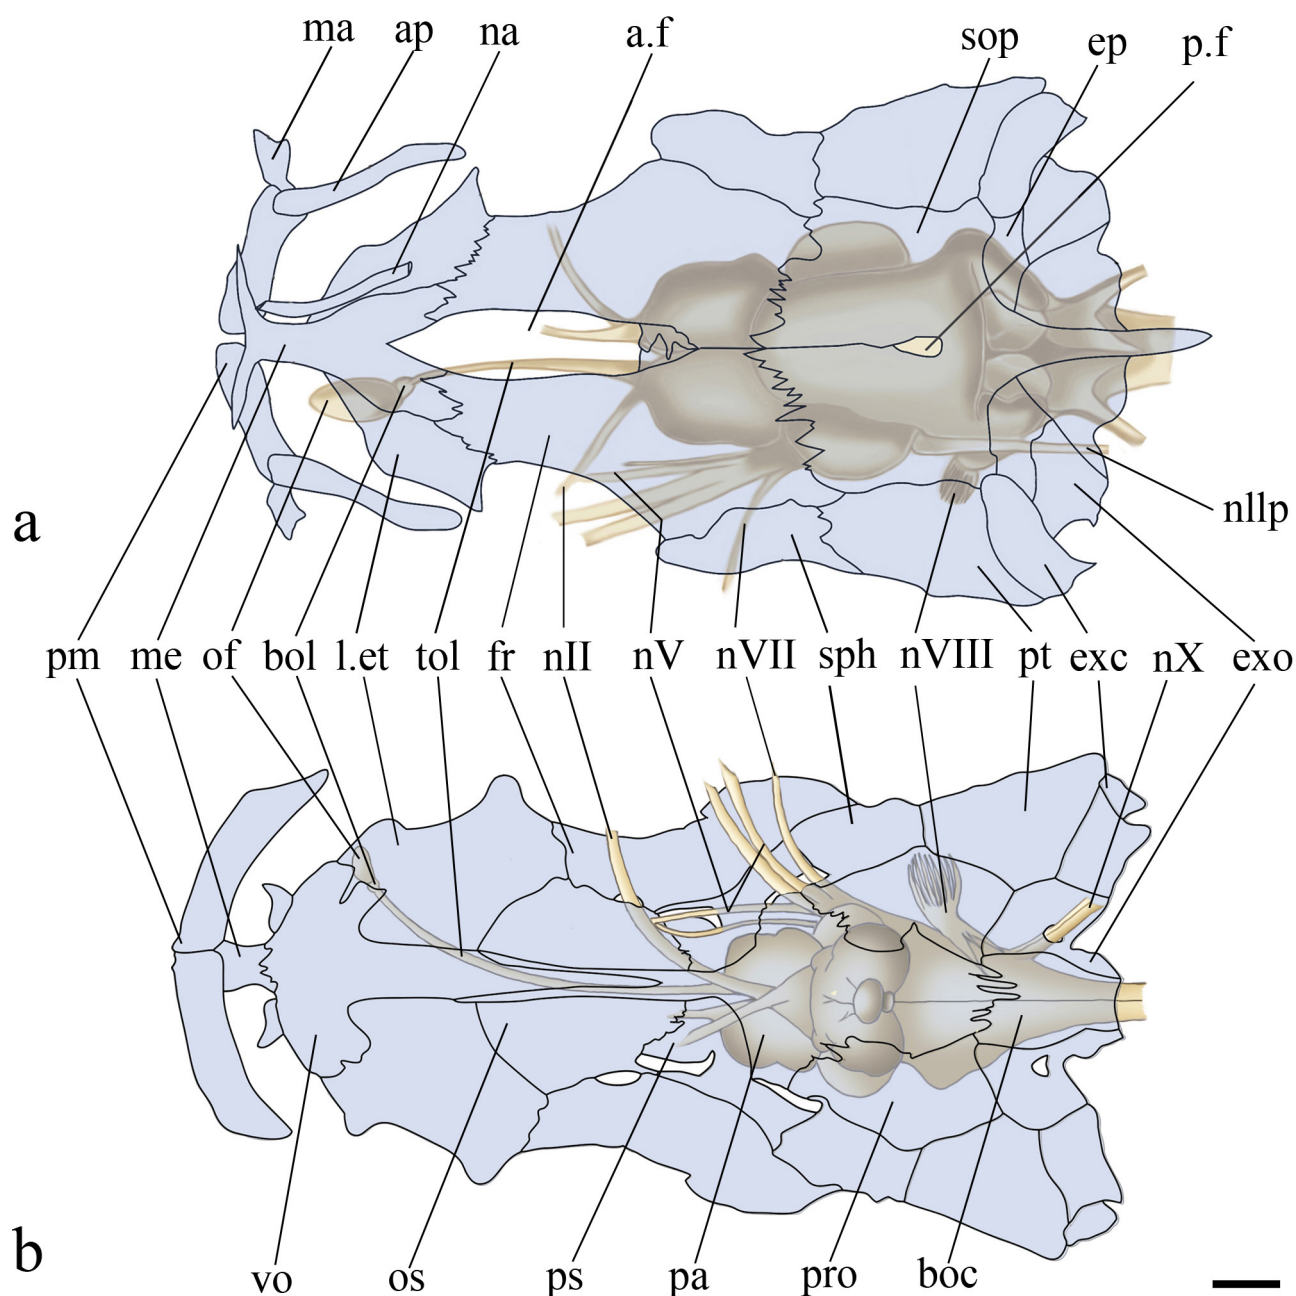 ma ap na a.f sop ep p.f
a
nllp
pm me of bol l.et tol fr nII nV nVII sph nVIII pt exc nX exo
b
vo os ps pa pro boc